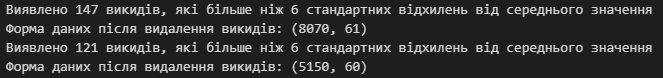 Виявлено 147 викидів, які більше ніж 6 стандартних відхилень від середнього значення
Форма даних після видалення викидів: (8070, 61)
Виявлено 121 викидів, які більше ніж 6 стандартних відхилень від середнього значення
Форма даних після видалення викидів: (5150, 60)